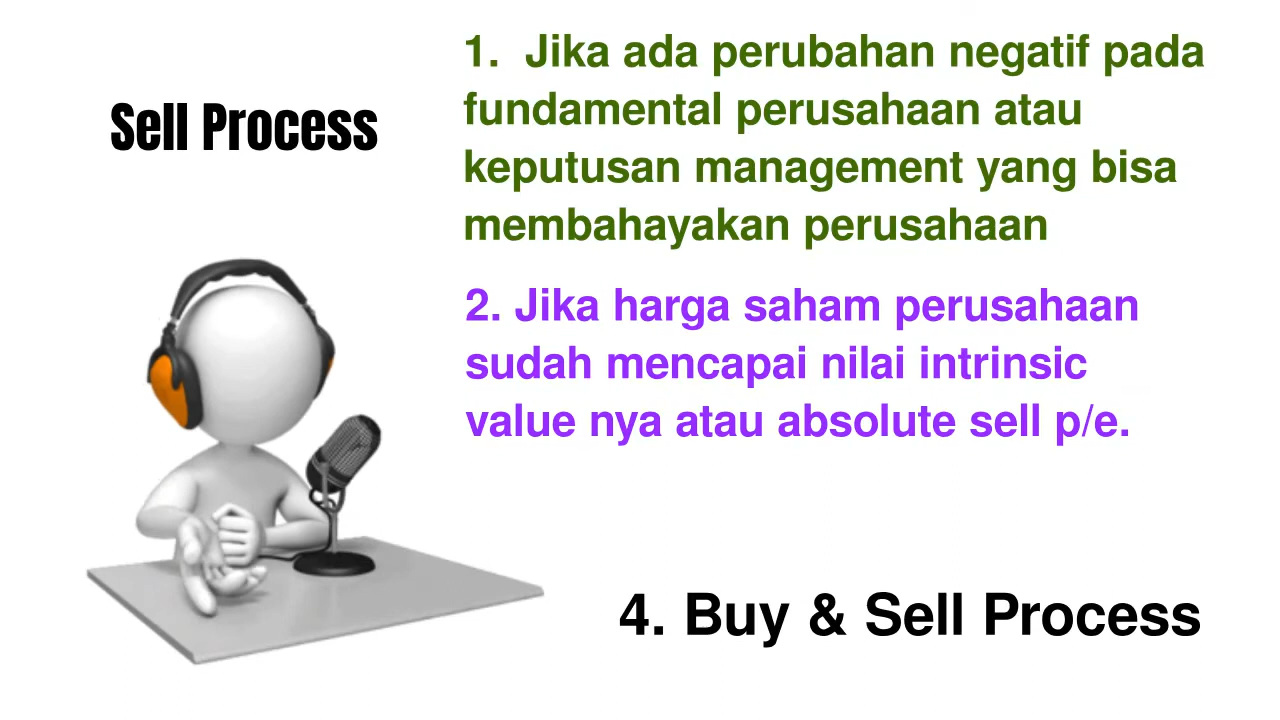 Sell Process
1. Jika ada perubahan negatif pada
fundamental perusahaan atau
keputusan management yang bisa
membahayakan perusahaan
2. Jika harga saham perusahaan
sudah mencapai nilai intrinsic
value nya atau absolute sell p/e.
4. Buy & Sell Process